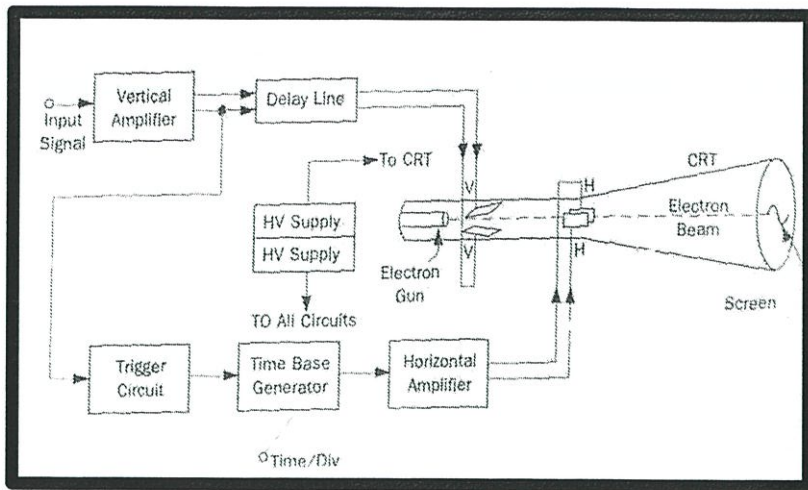 Input
Signal
Vertical
Amplifier
Delay Line
To CRT
HV Supply
HV Supply
TO All Circuits
V
V
Electron
Gun
H
H
CRT
Electron
Beam
Screen
Trigger
Circuit
Time Base
Generator
Horizontal
Amplifier
Time/Div